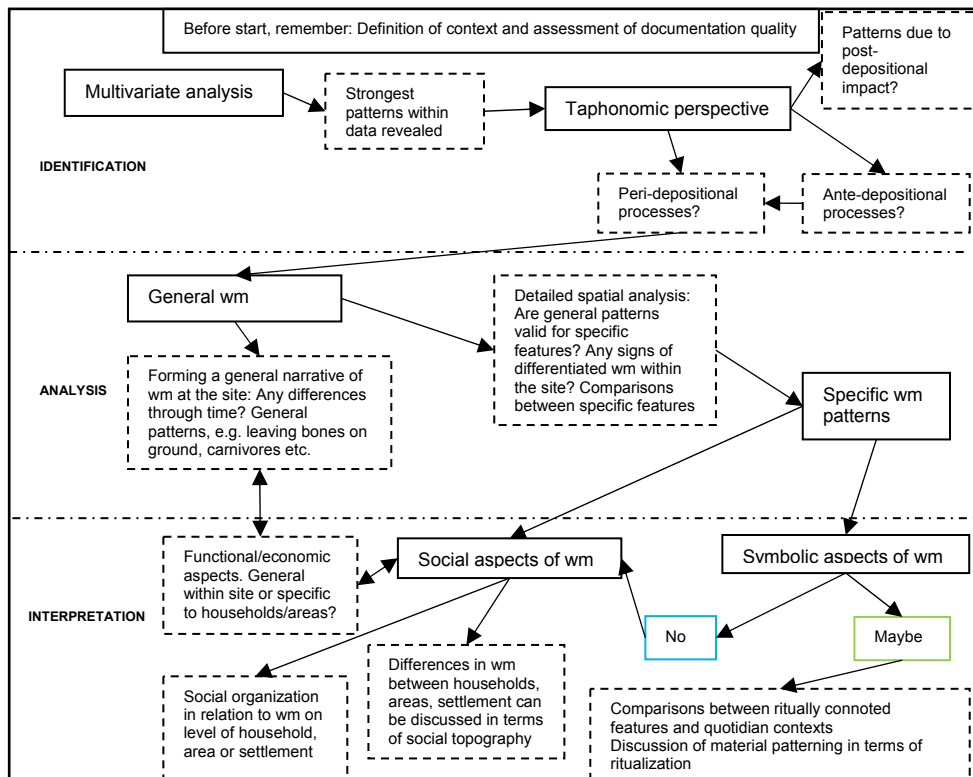 Before start, remember: Definition of context and assessment of documentation quality
Patterns due to
post-
depositional
impact?
Multivariate analysis
Strongest
patterns within
data revealed
Taphonomic perspective
IDENTIFICATION
Peri-depositional
processes?
Ante-depositional
processes?
General wm
Detailed spatial analysis:
Are general patterns
valid for specific
features? Any signs of
differentiated wm within
the site? Comparisons
between specific features
ANALYSIS
Forming a general narrative of
wm at the site: Any differences
through time? General
patterns, e.g. leaving bones on
ground, carnivores etc.
Specific wm
patterns
Functional/economic
aspects. General
within site or specific
to households/areas?
Social aspects of wm
Symbolic aspects of wm
INTERPRETATION
No
Maybe
Social organization
in relation to wm on
level of household,
area or settlement
Differences in wm
between households,
areas, settlement can
be discussed in terms
of social topography
Comparisons between ritually connoted
features and quotidian contexts
Discussion of material patterning in terms of
ritualization